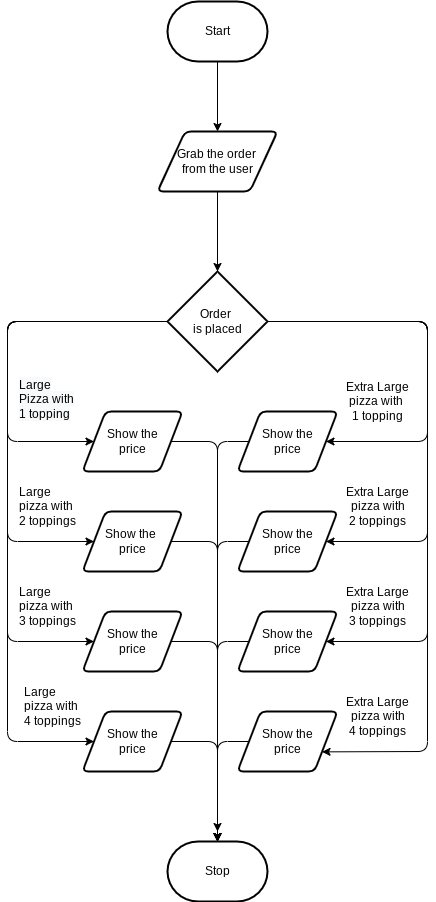 Start
Grab the order
from the user
Order
is placed
Large
Pizza with
1 topping
Show the
price
Show the
price
Extra Large
pizza with
1 topping
Large
pizza with
2 toppings
Show the
price
Show the
price
Extra Large
pizza with
2 toppings
Large
pizza with
3 toppings
Show the
price
Show the
price
Extra Large
pizza with
3 toppings
Large
pizza with
4 toppings
Show the
price
Show the
price
Extra Large
pizza with
4 toppings
Stop